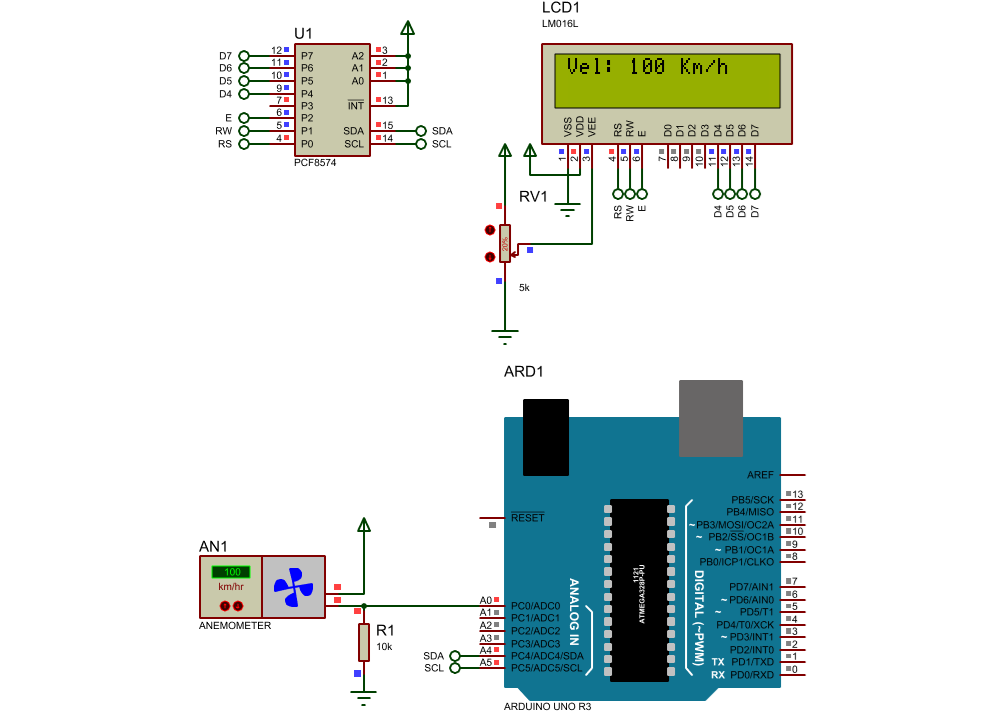 LCD1
LM016L
Vel: 100 Km/h
VSS VDD VEE RS RW E D0 D1 D2 D3 D4 D5 D6 D7
1 2 3 4 5 6 7 8 9 10 11 12 13 14
RS RW E D4 D5 D6 D7
U1
D7 12 P7 A2 3
D6 11 P6 A1 2
D5 10 P5 A0 1
D4 9 P4
7 P3 INT 13
E 6 P2
RW 5 P1 SDA 15 SDA
RS 4 P0 SCL 14 SCL
PCF8574
RV1
20%
5k
ARD1
AREF
RESET
PB5/SCK 13
PB4/MISO 12
~PB3/MOSI/OC2A 11
~ PB2/SS/OC1B 10
~ PB1/OC1A 9
PB0/ICP1/CLKO 8
PD7/AIN1 7
~ PD6/AIN0 6
~ PD5/T1 5
PD4/T0/XCK 4
~ PD3/INT1 3
PD2/INT0 2
TX PD1/TXD 1
RX PD0/RXD 0
1121
ATMEGA328P-PU
ANALOG IN
DIGITAL (~PWM)
A0 PC0/ADC0
A1 PC1/ADC1
A2 PC2/ADC2
A3 PC3/ADC3
SDA A4 PC4/ADC4/SDA
SCL A5 PC5/ADC5/SCL
ARDUINO UNO R3
AN1
100
km/hr
ANEMOMETER
R1
10k